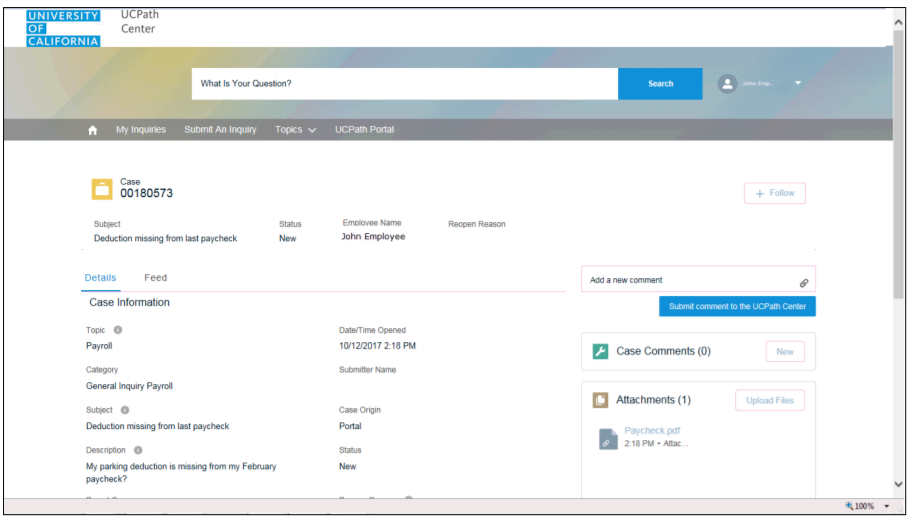 UNIVERSITY
OF
CALIFORNIA
UCPath
Center
What Is Your Question?
Search
John Emp...
My Inquiries
Submit An Inquiry
Topics
UCPath Portal
Case
00180573
+ Follow
Subject
Status
Employee Name
Reopen Reason
Deduction missing from last paycheck
New
John Employee
Details
Feed
Case Information
Topic
Date/Time Opened
Payroll
10/12/2017 2:18 PM
Category
Submitter Name
General Inquiry Payroll
Subject
Case Origin
Deduction missing from last paycheck
Portal
Description
Status
My parking deduction is missing from my February
paycheck?
New
Add a new comment
Submit comment to the UCPath Center
Case Comments (0)
New
Attachments (1)
Upload Files
Paycheck.pdf
2:18 PM • Attac...
100%